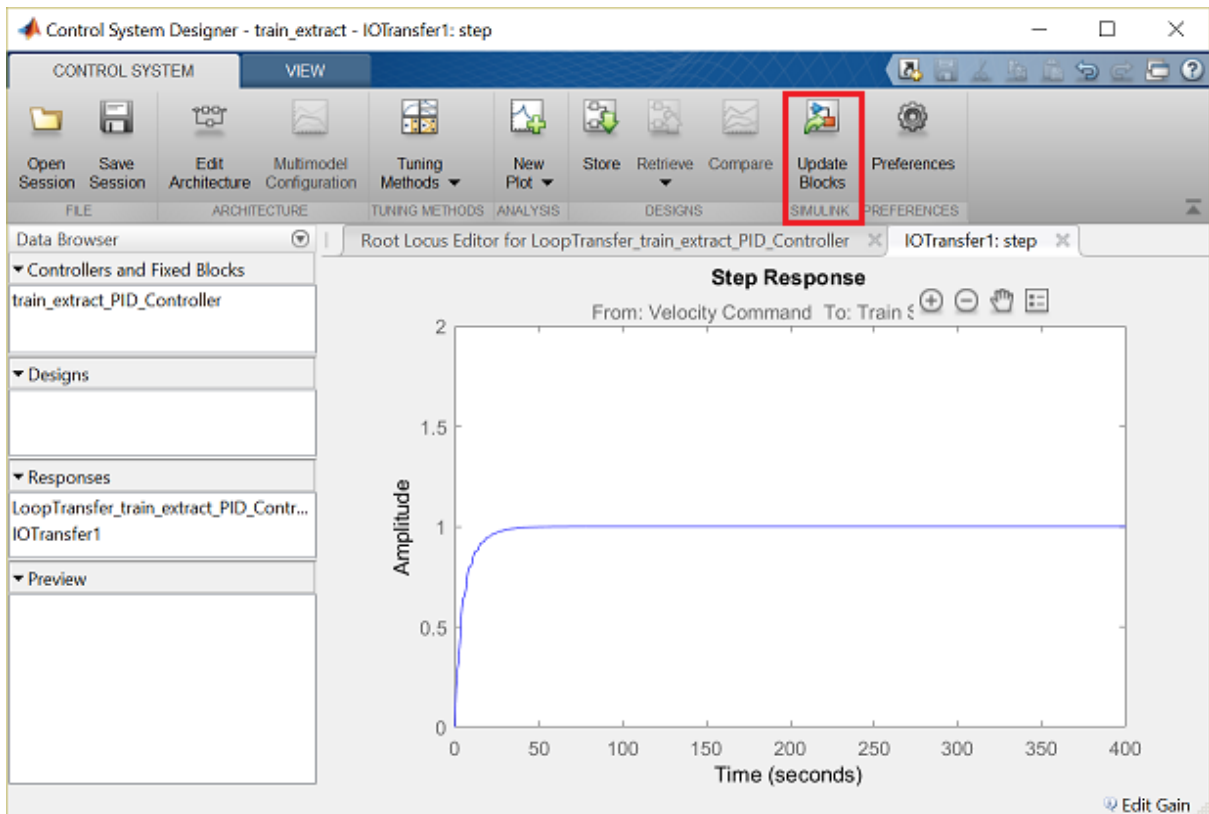 Control System Designer - train_extract - IOTransfer1: step
CONTROL SYSTEM VIEW
Open Session
Save Session
Edit Architecture
Multimodel Configuration
Tuning Methods
New Plot
Store
Retrieve
Compare
Update Blocks
Preferences
FILE ARCHITECTURE TUNING METHODS ANALYSIS DESIGNS SIMULINK PREFERENCES
Data Browser
Controllers and Fixed Blocks
train_extract_PID_Controller
Designs
Responses
LoopTransfer_train_extract_PID_Contr...
IOTransfer1
Preview
Root Locus Editor for LoopTransfer_train_extract_PID_Controller
IOTransfer1: step
Step Response
From: Velocity Command To: Train
Amplitude
2
1.5
1
0.5
0
0 50 100 150 200 250 300 350 400
Time (seconds)
Edit Gain